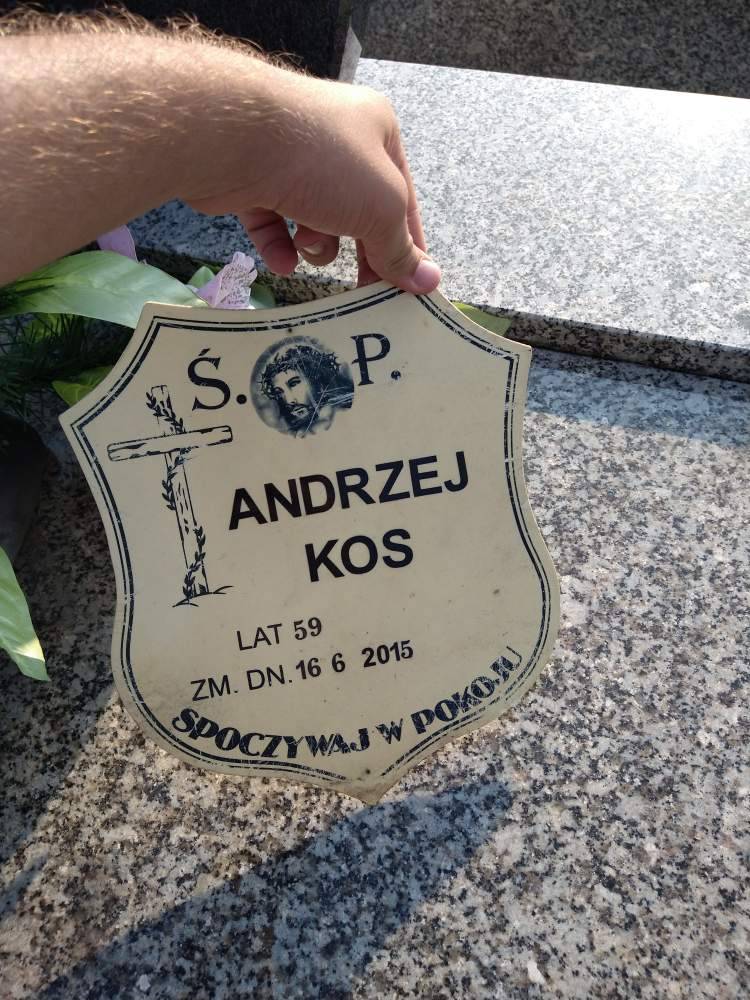 Ś. P.
ANDRZEJ
KOS
LAT 59
ZM. DN. 16 6 2015
SPOCZYWAJ W POKOJU